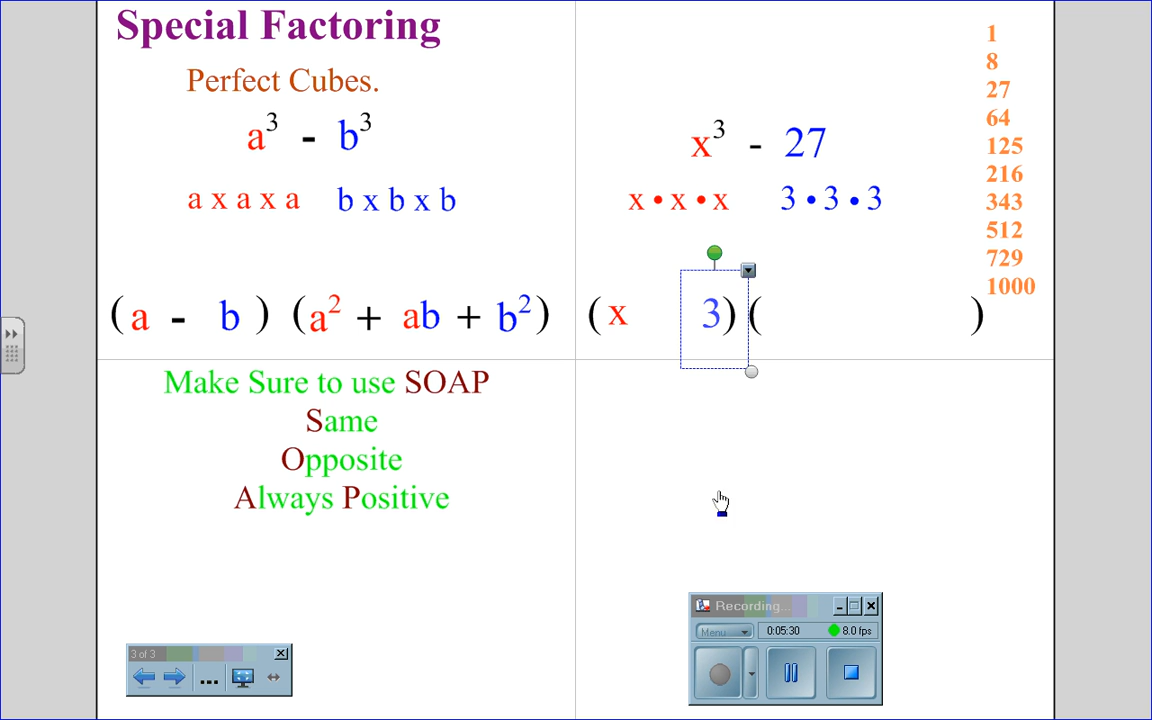 Special Factoring
Perfect Cubes.
a³ - b³
a x a x a b x b x b
(a - b) (a² + ab + b²)
x³ - 27
x • x • x 3 • 3 • 3
(x 3) ( )
1
8
27
64
125
216
343
512
729
1000
Make Sure to use SOAP
Same
Opposite
Always Positive
3 of 3
...
Recording...
Menu 0:05:30 8.0 fps